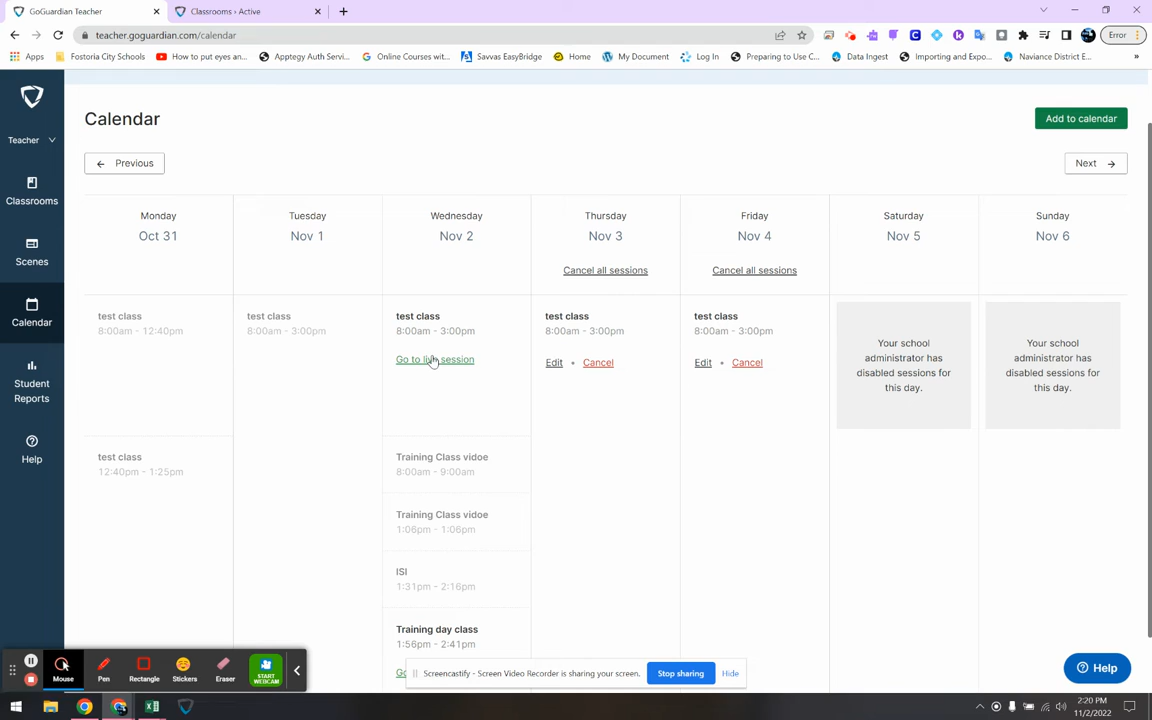 GoGuardian Teacher
Classrooms › Active
teacher.goguardian.com/calendar
Error
Apps
Fostoria City Schools
How to put eyes an...
Apptegy Auth Servi...
Online Courses wit...
Savvas EasyBridge
Home
My Document
Log In
Preparing to Use C...
Data Ingest
Importing and Expo...
Naviance District E...
»
Teacher
Classrooms
Scenes
Calendar
Student
Reports
Help
Calendar
Add to calendar
← Previous
Next →
Monday
Oct 31
Tuesday
Nov 1
Wednesday
Nov 2
Thursday
Nov 3
Cancel all sessions
Friday
Nov 4
Cancel all sessions
Saturday
Nov 5
Sunday
Nov 6
test class
8:00am - 12:40pm
test class
8:00am - 3:00pm
test class
8:00am - 3:00pm
Go to live session
test class
8:00am - 3:00pm
Edit • Cancel
test class
8:00am - 3:00pm
Edit • Cancel
Your school
administrator has
disabled sessions for
this day.
Your school
administrator has
disabled sessions for
this day.
test class
12:40pm - 1:25pm
Training Class vidoe
8:00am - 9:00am
Training Class vidoe
1:06pm - 1:06pm
ISI
1:31pm - 2:16pm
Training day class
1:56pm - 2:41pm
Mouse
Pen
Rectangle
Stickers
Eraser
START
WEBCAM
Screencastify - Screen Video Recorder is sharing your screen.
Stop sharing
Hide
Help
2:20 PM
11/2/2022